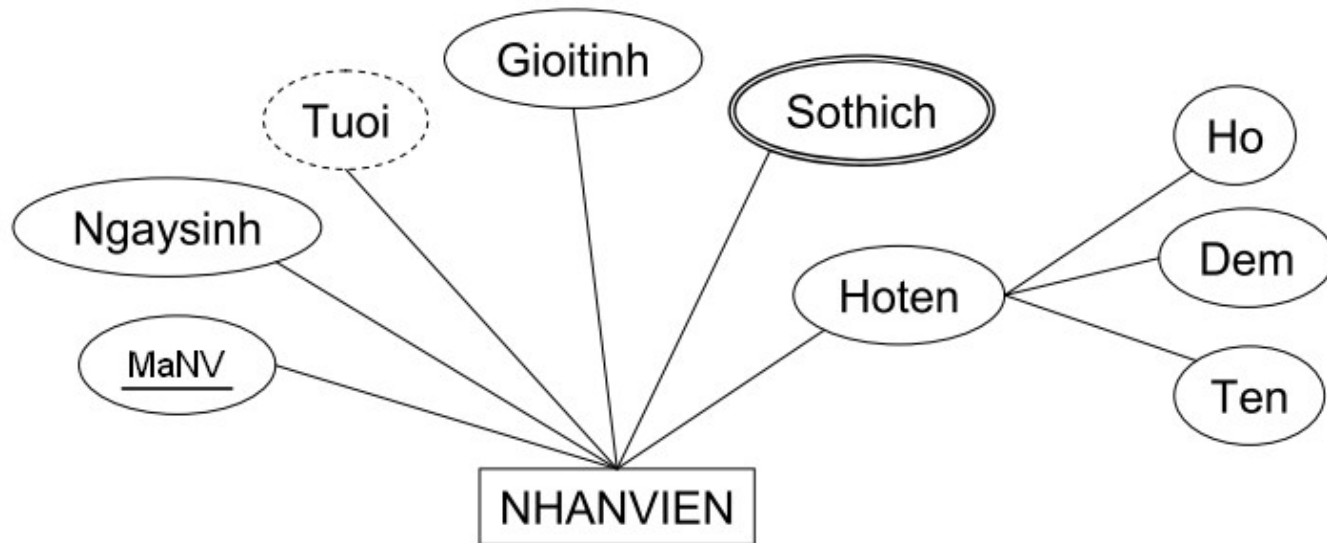 Gioitinh
Sothich
Tuoi
Ho
Ngaysinh
Dem
Hoten
MaNV
Ten
NHANVIEN